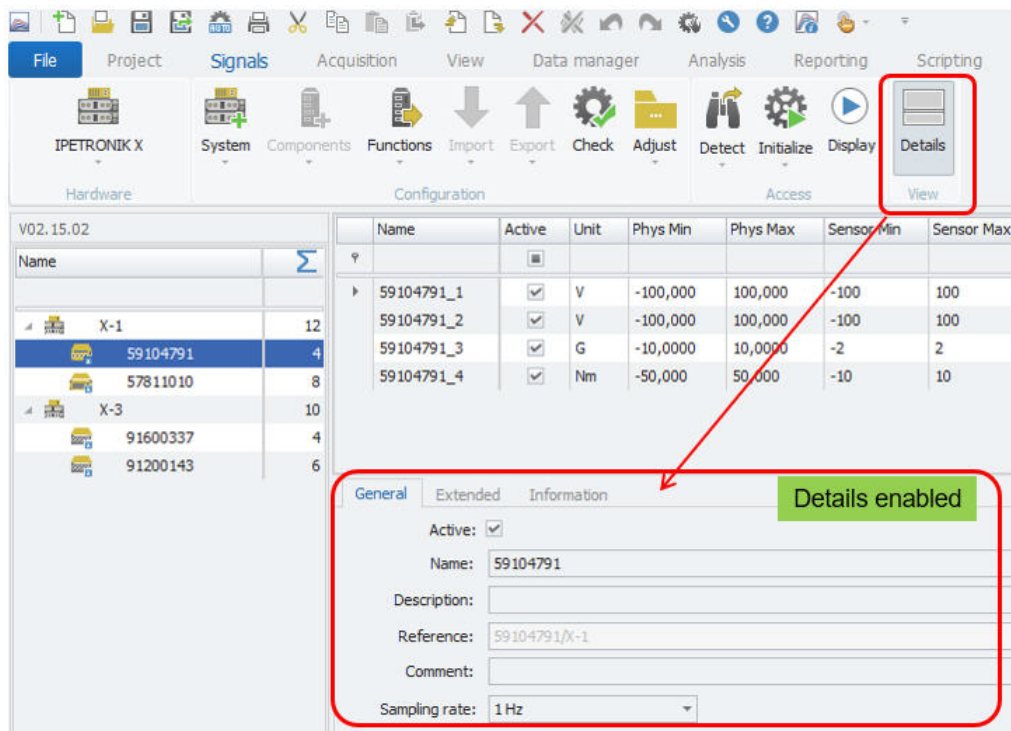 AUTO
File Project Signals Acquisition View Data manager Analysis Reporting Scripting
IPETRONIK X System Components Functions Import Export Check Adjust Detect Initialize Display Details
Hardware Configuration Access View
V02.15.02
Name Σ
X-1 12
59104791 4
57811010 8
X-3 10
91600337 4
91200143 6
Name Active Unit Phys Min Phys Max Sensor Min Sensor Max
59104791_1 V -100,000 100,000 -100 100
59104791_2 V -100,000 100,000 -100 100
59104791_3 G -10,0000 10,0000 -2 2
59104791_4 Nm -50,000 50,000 -10 10
General Extended Information
Details enabled
Active:
Name: 59104791
Description:
Reference: 59104791/X-1
Comment:
Sampling rate: 1 Hz